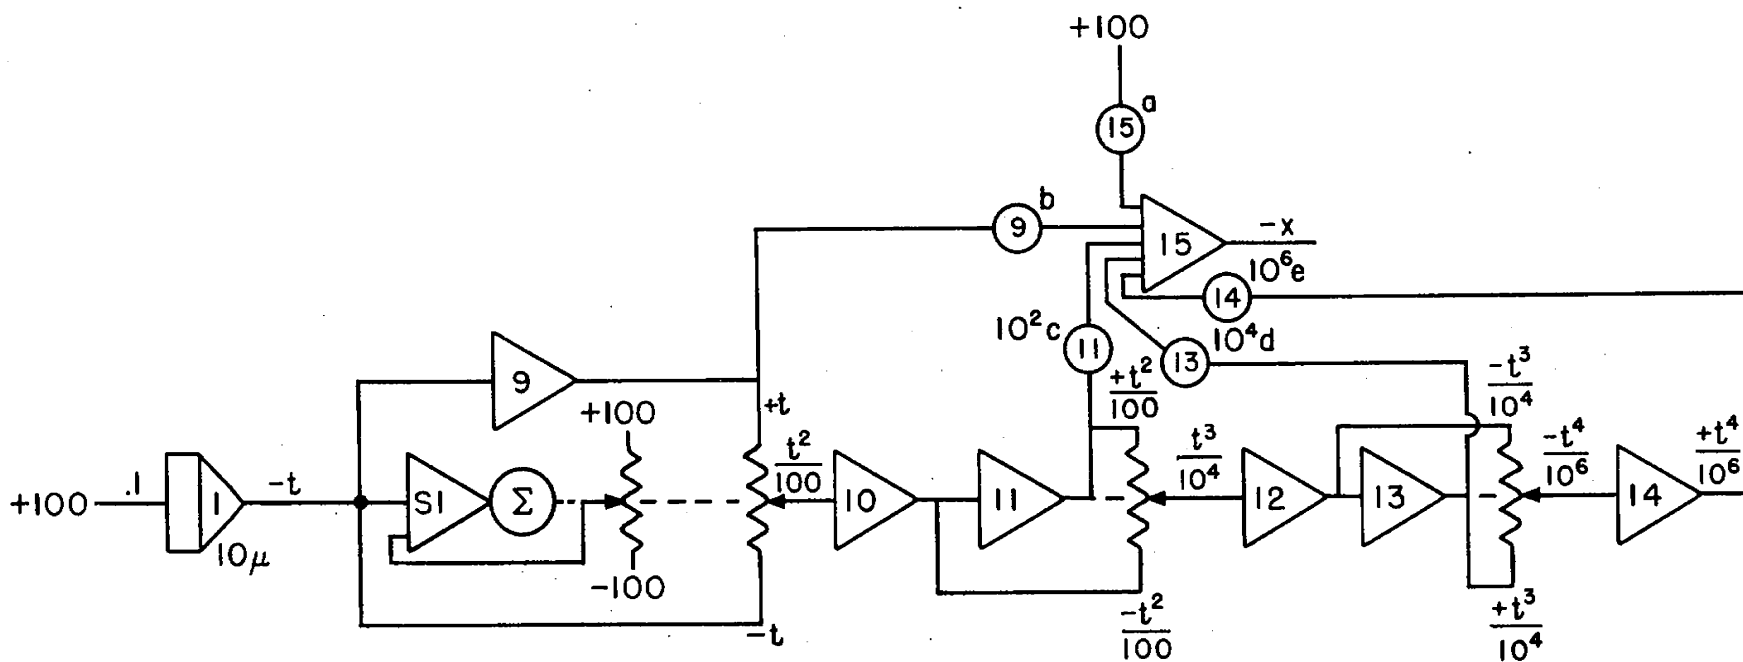 +100
a
15
b
9
15
-x
10⁶e
14
10²c
11
10⁴d
13
9
+100
+t
+t²/100
-t³/10⁴
+100
.1
1
10μ
-t
S1
Σ
-100
t²/100
10
11
t³/10⁴
12
13
-t⁴/10⁶
14
+t⁴/10⁶
-t
-t²/100
+t³/10⁴